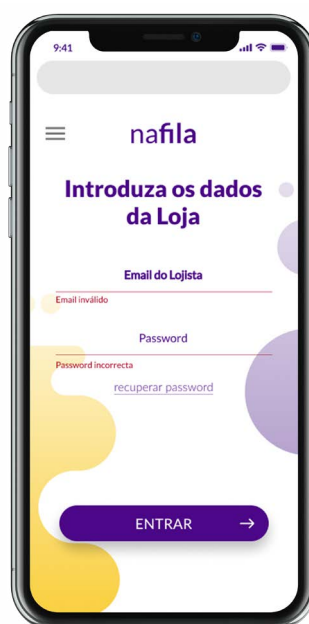 9:41
nafila
Introduza os dados
da Loja
Email do Lojista
Email inválido
Password
Password incorrecta
recuperar password
ENTRAR